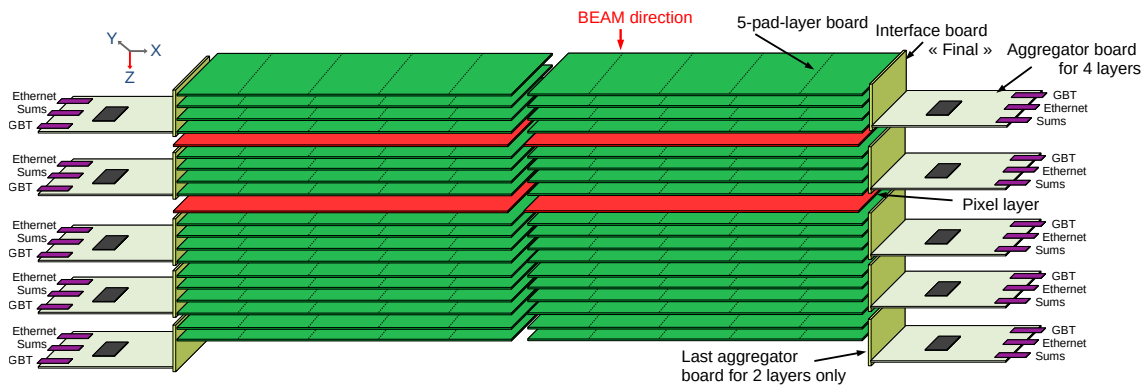 BEAM direction
5-pad-layer board
Interface board
« Final »
Aggregator board
for 4 layers
Y
X
Z
Ethernet
Sums
GBT
GBT
Ethernet
Sums
Ethernet
Sums
GBT
GBT
Ethernet
Sums
Pixel layer
Ethernet
Sums
GBT
GBT
Ethernet
Sums
Ethernet
Sums
GBT
GBT
Ethernet
Sums
Ethernet
Sums
GBT
GBT
Ethernet
Sums
Last aggregator
board for 2 layers only